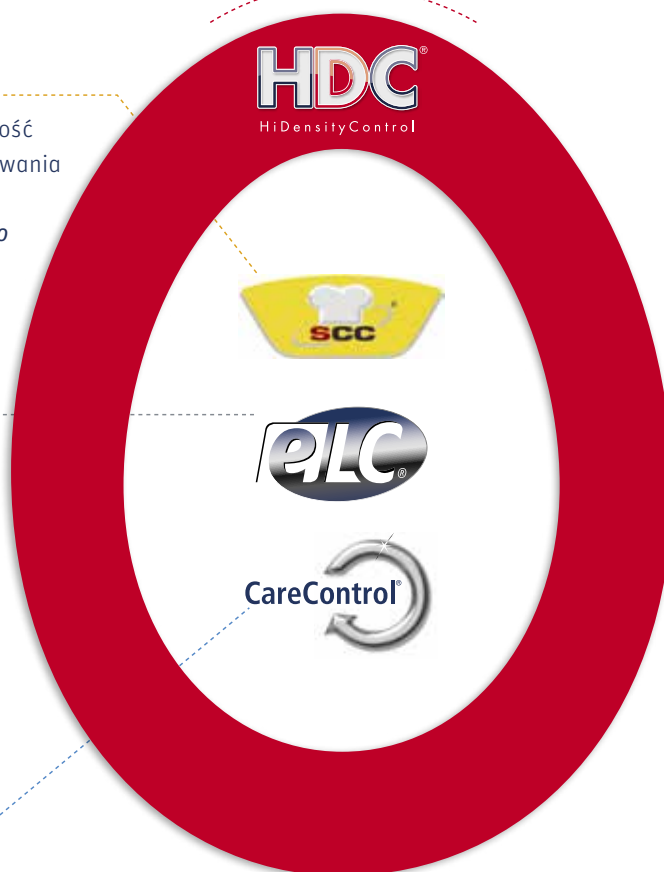 HDC®
HiDensityControl
ość
wania
o
SCC
eLC®
CareControl®